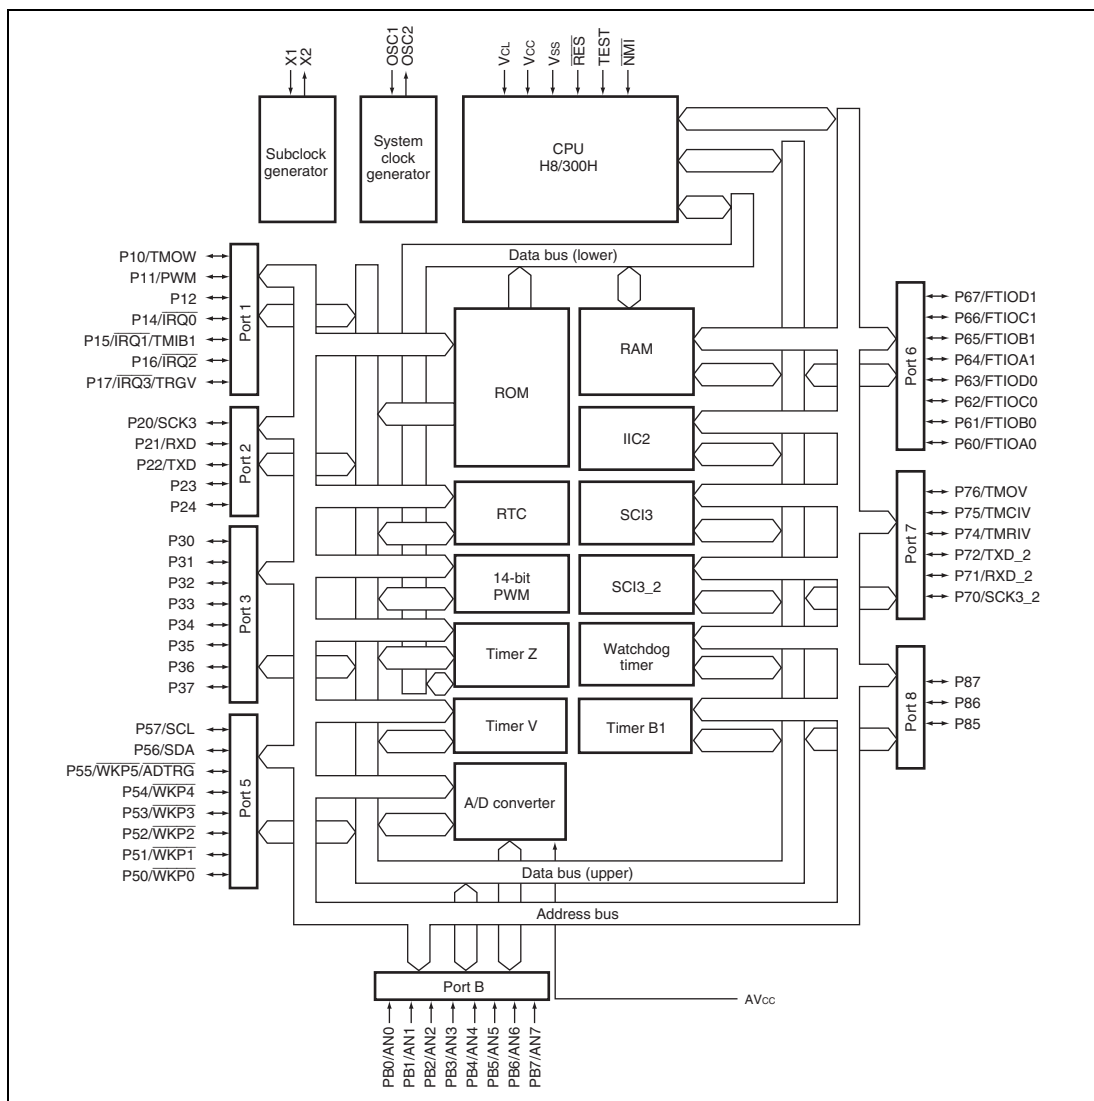 X1
X2
OSC1
OSC2
VCL
VCC
VSS
RES
TEST
NMI
Subclock
generator
System
clock
generator
CPU
H8/300H
Data bus (lower)
P10/TMOW
P11/PWM
P12
P14/IRQ0
P15/IRQ1/TMIB1
P16/IRQ2
P17/IRQ3/TRGV
Port 1
P20/SCK3
P21/RXD
P22/TXD
P23
P24
Port 2
P30
P31
P32
P33
P34
P35
P36
P37
Port 3
P57/SCL
P56/SDA
P55/WKP5/ADTRG
P54/WKP4
P53/WKP3
P52/WKP2
P51/WKP1
P50/WKP0
Port 5
ROM
RAM
IIC2
RTC
SCI3
14-bit
PWM
SCI3_2
Timer Z
Watchdog
timer
Timer V
Timer B1
A/D converter
Port 6
P67/FTIOD1
P66/FTIOC1
P65/FTIOB1
P64/FTIOA1
P63/FTIOD0
P62/FTIOC0
P61/FTIOB0
P60/FTIOA0
Port 7
P76/TMOV
P75/TMCIV
P74/TMRIV
P72/TXD_2
P71/RXD_2
P70/SCK3_2
Port 8
P87
P86
P85
Data bus (upper)
Address bus
Port B
AVCC
PB0/AN0
PB1/AN1
PB2/AN2
PB3/AN3
PB4/AN4
PB5/AN5
PB6/AN6
PB7/AN7